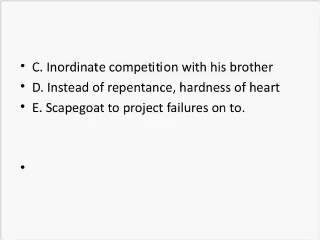 • C. Inordinate competition with his brother
• D. Instead of repentance, hardness of heart
• E. Scapegoat to project failures on to.
•